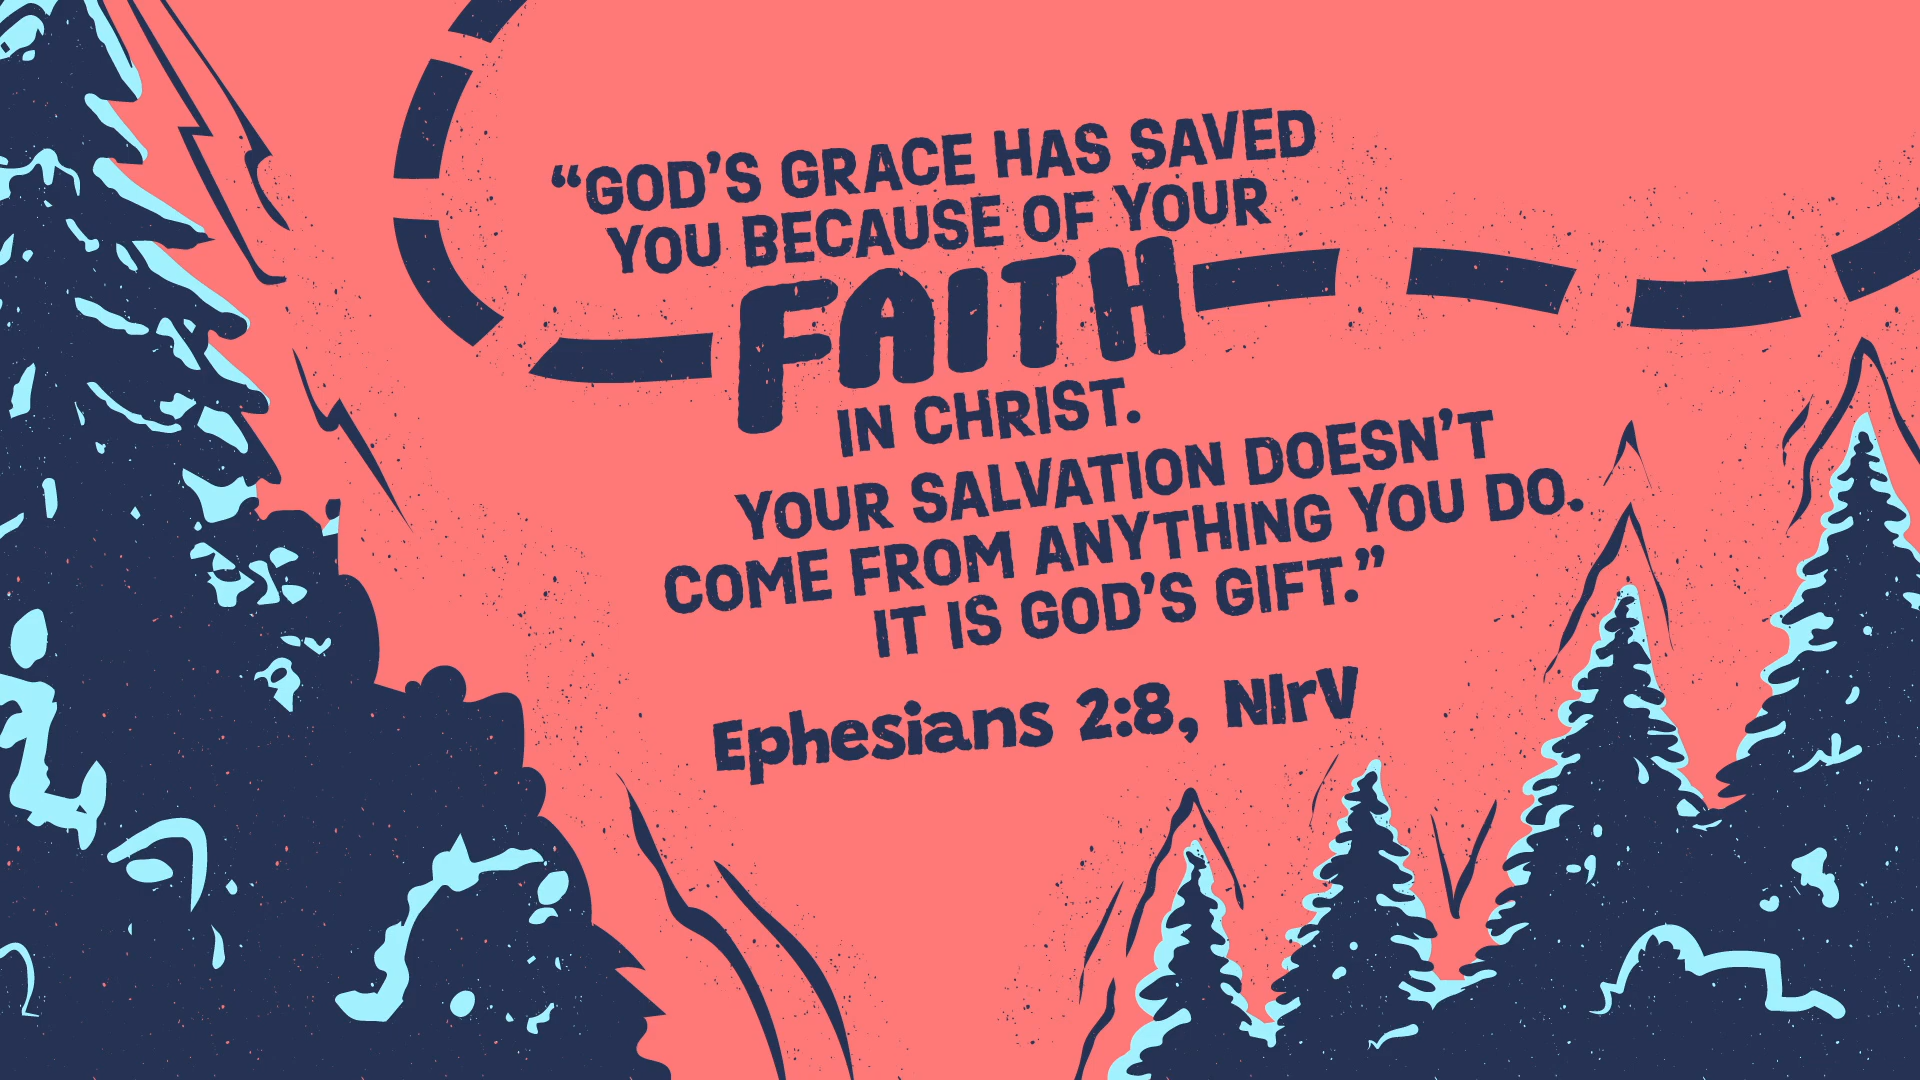 “GOD’S GRACE HAS SAVED
YOU BECAUSE OF YOUR
FAITH
IN CHRIST.
YOUR SALVATION DOESN’T
COME FROM ANYTHING YOU DO.
IT IS GOD’S GIFT.”
Ephesians 2:8, NIrV